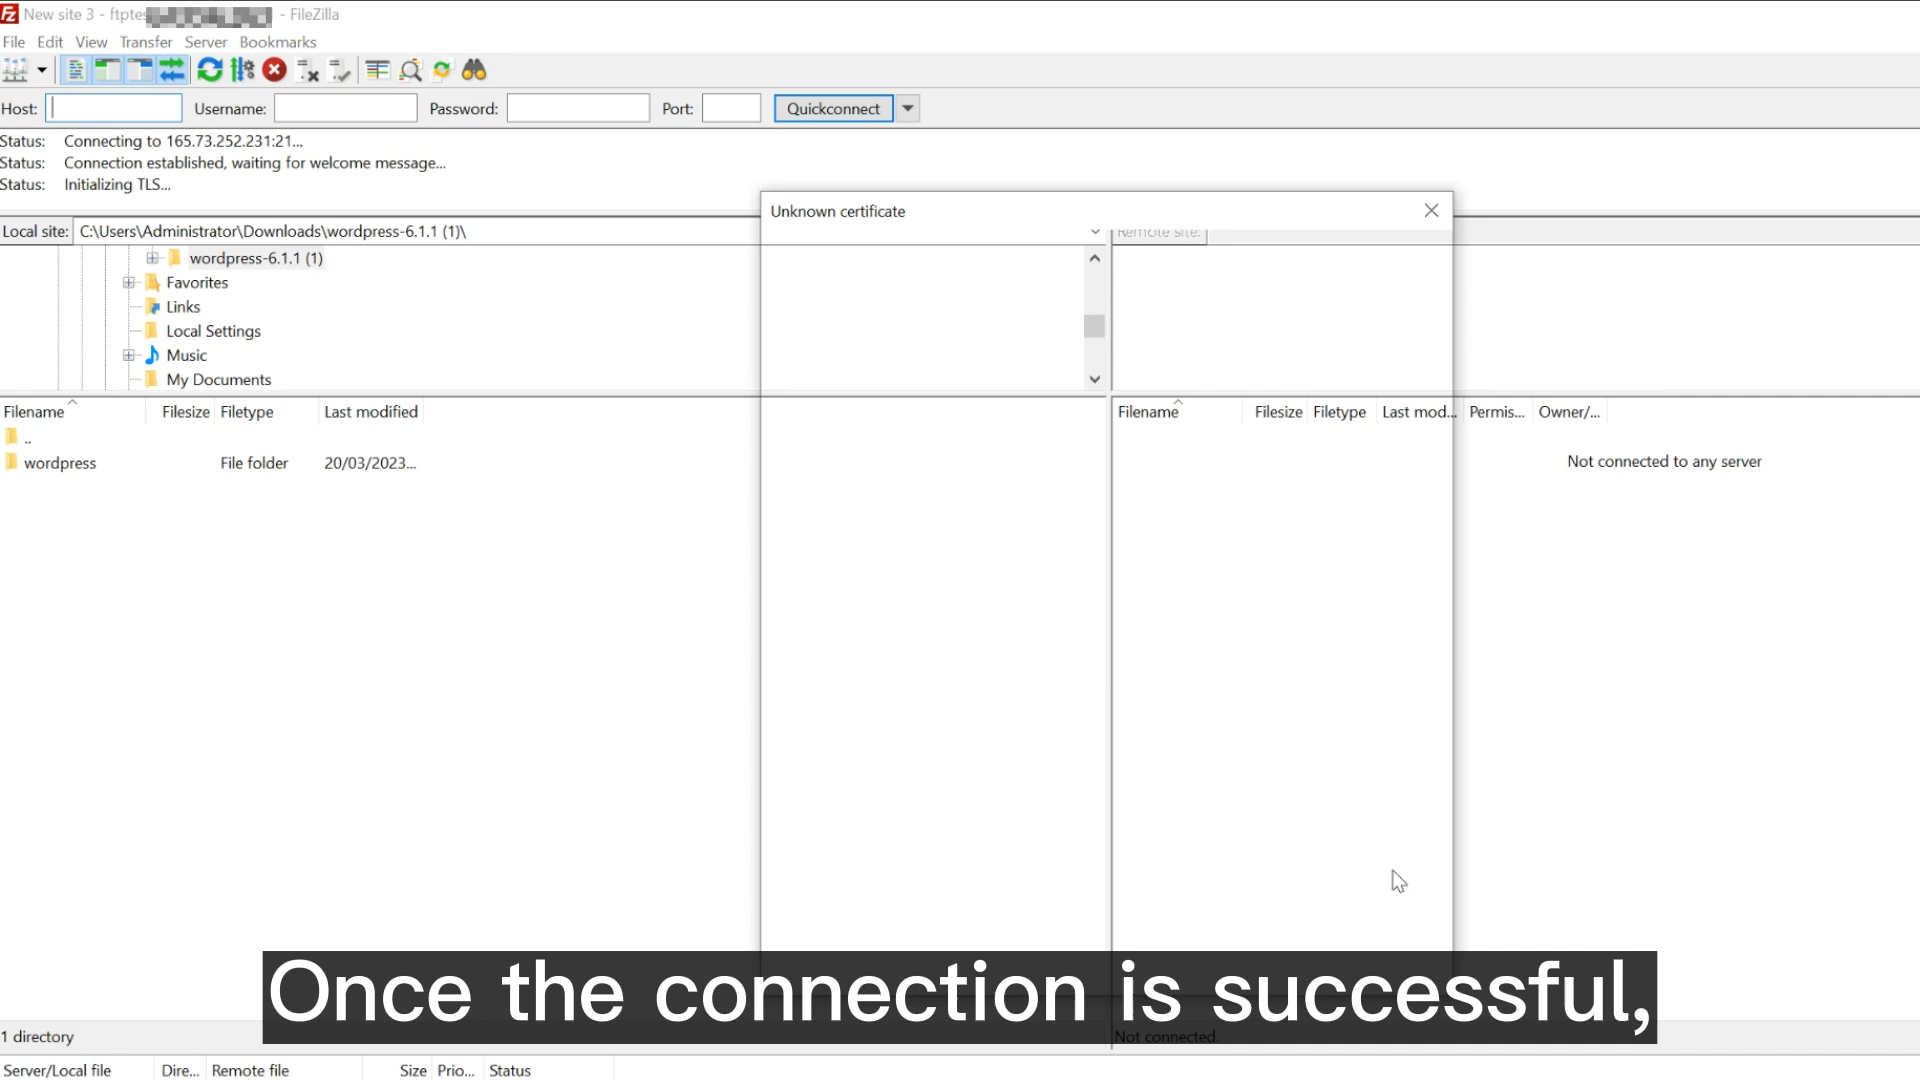 New site 3 - ftptes - FileZilla
File Edit View Transfer Server Bookmarks
Host: Username: Password: Port: Quickconnect
Status: Connecting to 165.73.252.231:21...
Status: Connection established, waiting for welcome message...
Status: Initializing TLS...
Unknown certificate
Local site: C:\Users\Administrator\Downloads\wordpress-6.1.1 (1)\
Remote site:
wordpress-6.1.1 (1)
Favorites
Links
Local Settings
Music
My Documents
Filename Filesize Filetype Last modified
Filename Filesize Filetype Last mod... Permis... Owner/...
..
wordpress File folder 20/03/2023...
Not connected to any server
Once the connection is successful,
1 directory
Not connected.
Server/Local file Dire... Remote file Size Prio... Status